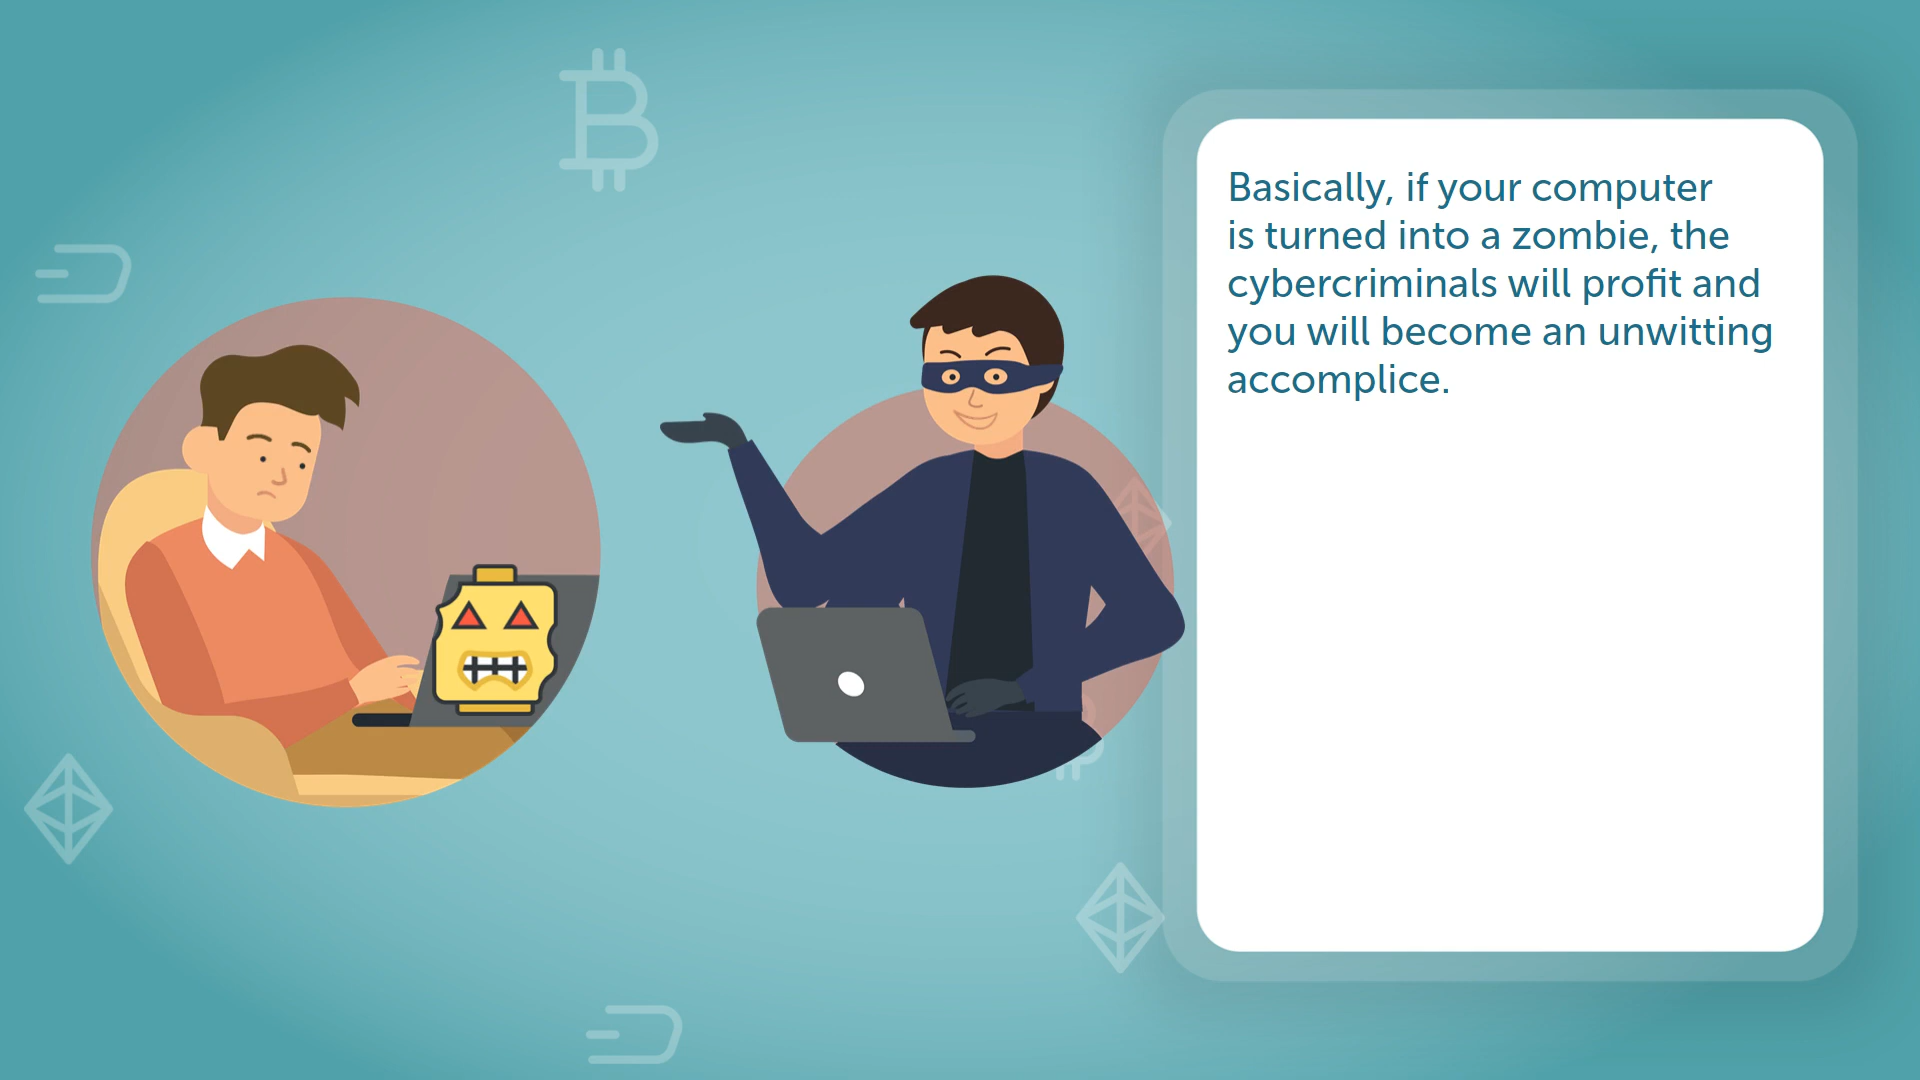 Basically, if your computer
is turned into a zombie, the
cybercriminals will profit and
you will become an unwitting
accomplice.